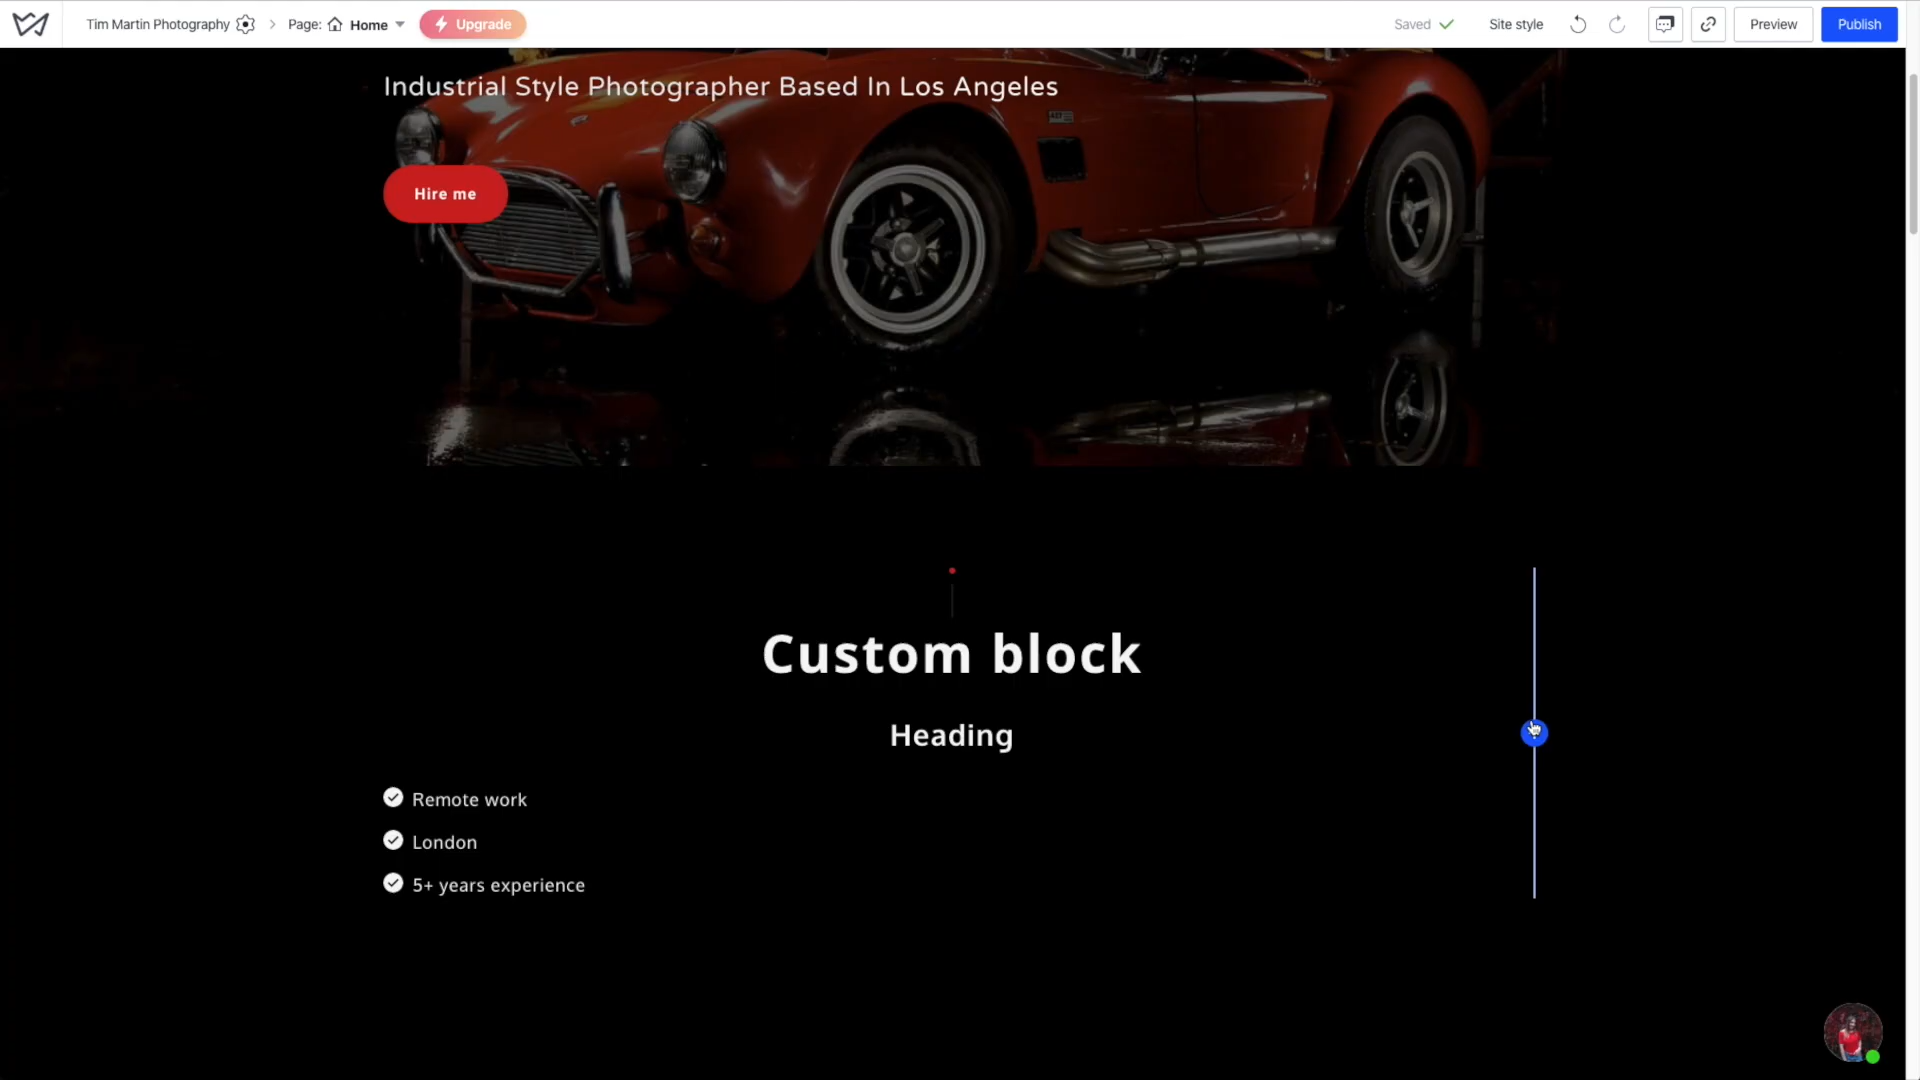 Tim Martin Photography
Page:
Home
Upgrade
Saved
Site style
Preview
Publish
Industrial Style Photographer Based In Los Angeles
Hire me
Custom block
Heading
Remote work
London
5+ years experience